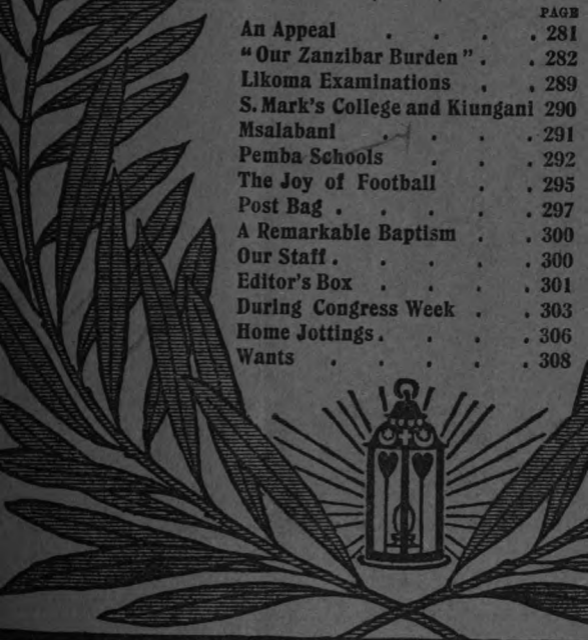 PAGE
An Appeal . . . . 281
"Our Zanzibar Burden" . . 282
Likoma Examinations . . 289
S. Mark's College and Kiungani 290
Msalabani . . . . 291
Pemba Schools . . . 292
The Joy of Football . . 295
Post Bag . . . . . 297
A Remarkable Baptism . . 300
Our Staff . . . . . 300
Editor's Box . . . . 301
During Congress Week . . 303
Home Jottings . . . . 306
Wants . . . . . 308